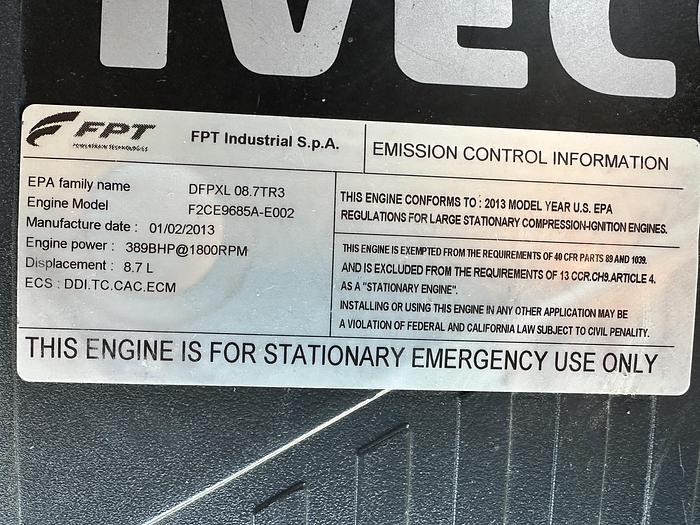 IVECO
FPT
POWERTRAIN TECHNOLOGIES
FPT Industrial S.p.A.
EMISSION CONTROL INFORMATION
EPA family name DFPXL 08.7TR3
Engine Model F2CE9685A-E002
Manufacture date : 01/02/2013
Engine power : 389BHP@1800RPM
Displacement : 8.7 L
ECS : DDI.TC.CAC.ECM
THIS ENGINE CONFORMS TO : 2013 MODEL YEAR U.S. EPA
REGULATIONS FOR LARGE STATIONARY COMPRESSION-IGNITION ENGINES.
THIS ENGINE IS EXEMPTED FROM THE REQUIREMENTS OF 40 CFR PARTS 89 AND 1039.
AND IS EXCLUDED FROM THE REQUIREMENTS OF 13 CCR.CH9.ARTICLE 4.
AS A "STATIONARY ENGINE".
INSTALLING OR USING THIS ENGINE IN ANY OTHER APPLICATION MAY BE
A VIOLATION OF FEDERAL AND CALIFORNIA LAW SUBJECT TO CIVIL PENALITY.
THIS ENGINE IS FOR STATIONARY EMERGENCY USE ONLY